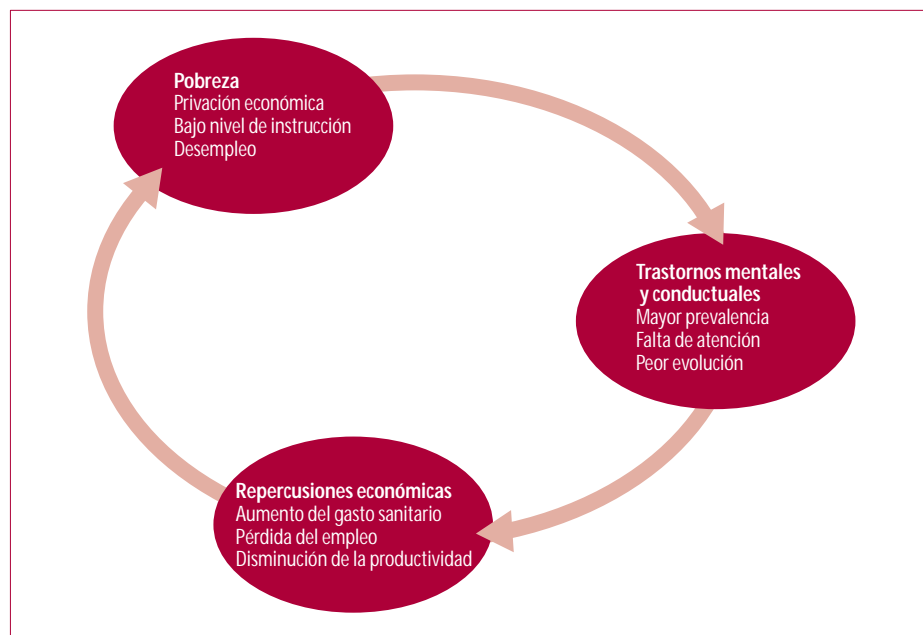 Pobreza
Privación económica
Bajo nivel de instrucción
Desempleo
Trastornos mentales
y conductuales
Mayor prevalencia
Falta de atención
Peor evolución
Repercusiones económicas
Aumento del gasto sanitario
Pérdida del empleo
Disminución de la productividad